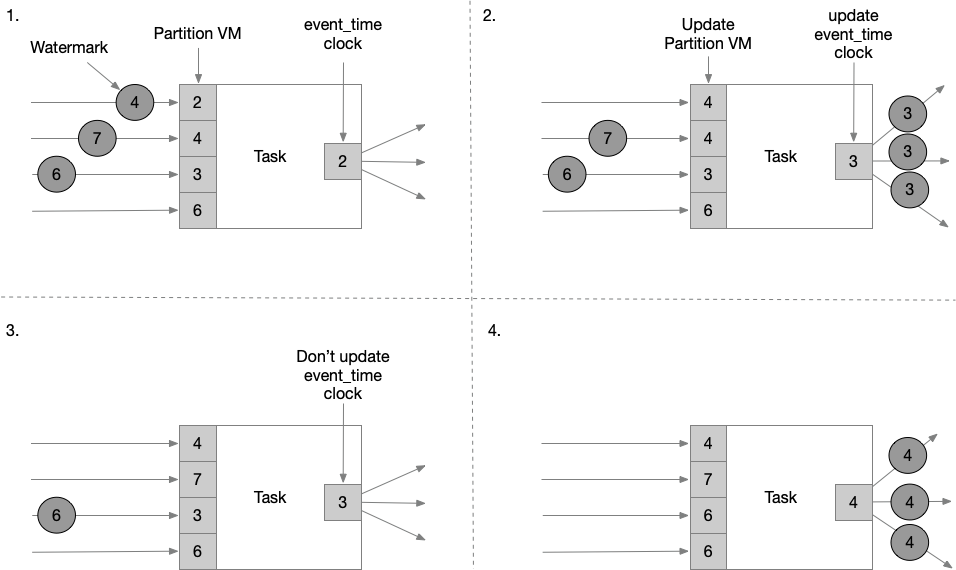 1.
Watermark
Partition VM
event_time
clock
4
7
6
2
4
3
6
Task
2
2.
Update
Partition VM
update
event_time
clock
7
6
4
4
3
6
Task
3
3
3
3
3.
Don't update
event_time
clock
6
4
7
3
6
Task
3
4.
4
7
6
6
Task
4
4
4
4